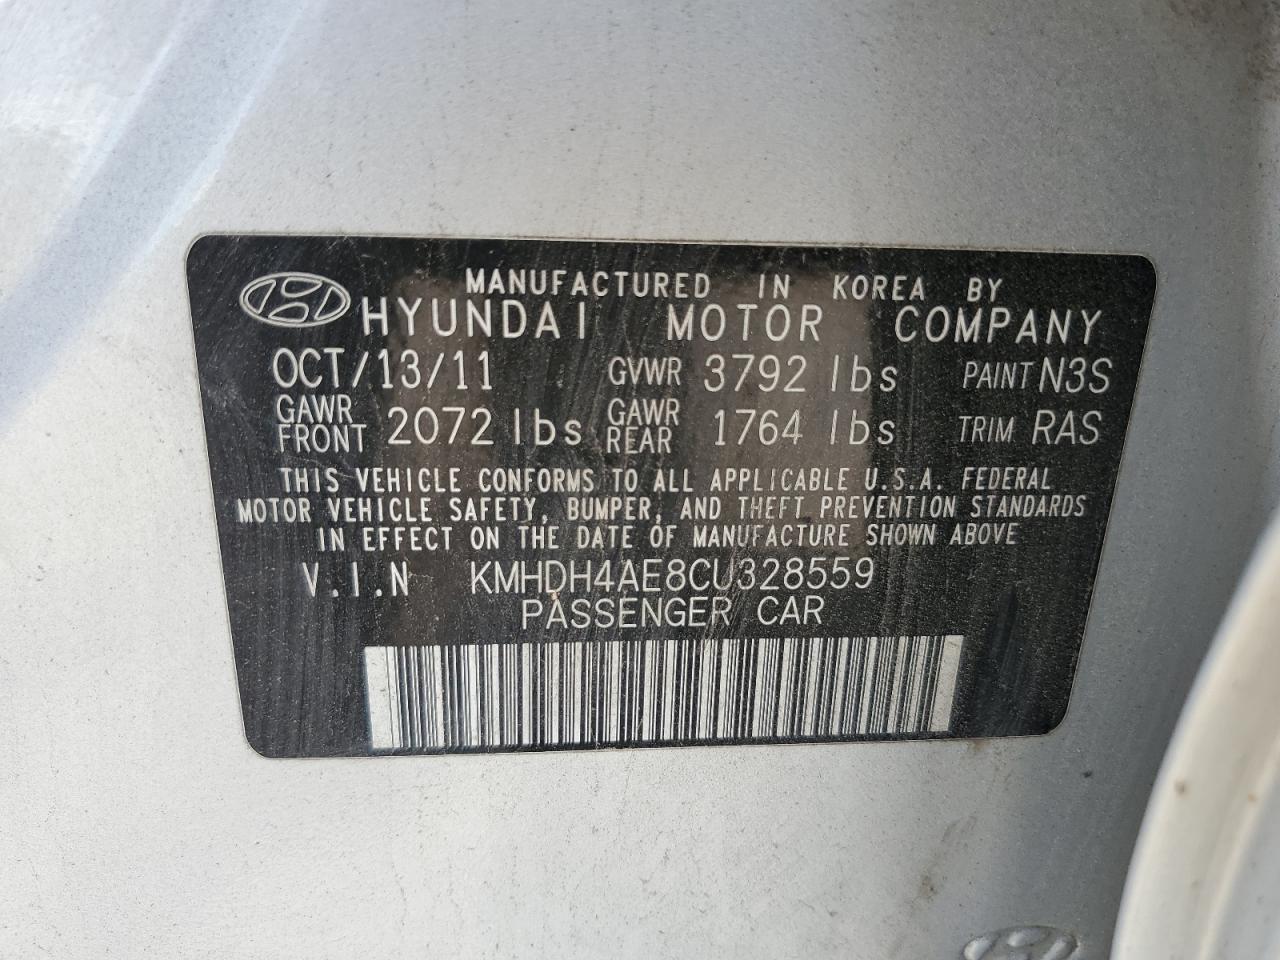 MANUFACTURED IN KOREA BY
HYUNDAI MOTOR COMPANY
OCT/13/11 GVWR 3792 lbs PAINT N3S
GAWR FRONT 2072 lbs GAWR REAR 1764 lbs TRIM RAS
THIS VEHICLE CONFORMS TO ALL APPLICABLE U.S.A. FEDERAL
MOTOR VEHICLE SAFETY, BUMPER, AND THEFT PREVENTION STANDARDS
IN EFFECT ON THE DATE OF MANUFACTURE SHOWN ABOVE
V.I.N KMHDH4AE8CU328559
PASSENGER CAR